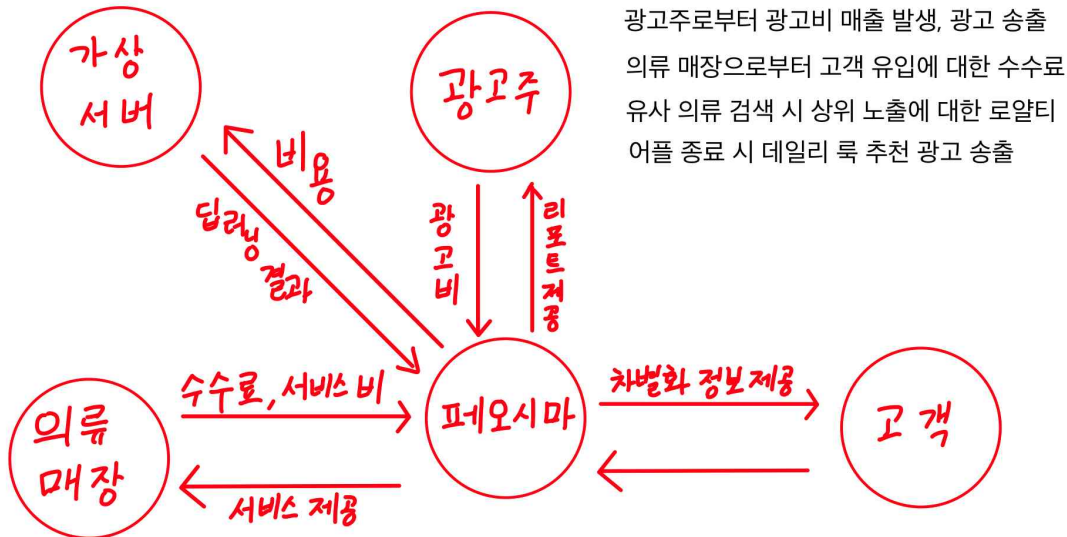 광고주로부터 광고비 매출 발생, 광고 송출
의류 매장으로부터 고객 유입에 대한 수수료
유사 의류 검색 시 상위 노출에 대한 로얄티
어플 종료 시 데일리 룩 추천 광고 송출
가상
서버
광고주
비용
딥러닝
결과
광고비
리포트제공
수수료, 서비스 비
차별화 정보제공
의류
매장
페오시마
고객
서비스 제공